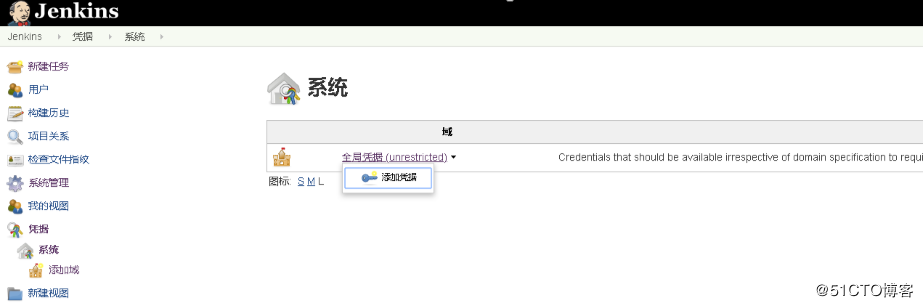 Jenkins
Jenkins 凭据 系统
新建任务
用户
构建历史
项目关系
检查文件指纹
系统管理
我的视图
凭据
系统
添加域
新建视图
系统
域
全局凭据 (unrestricted)
Credentials that should be available irrespective of domain specification to requi
添加凭据
图标: S M L
@51CTO博客